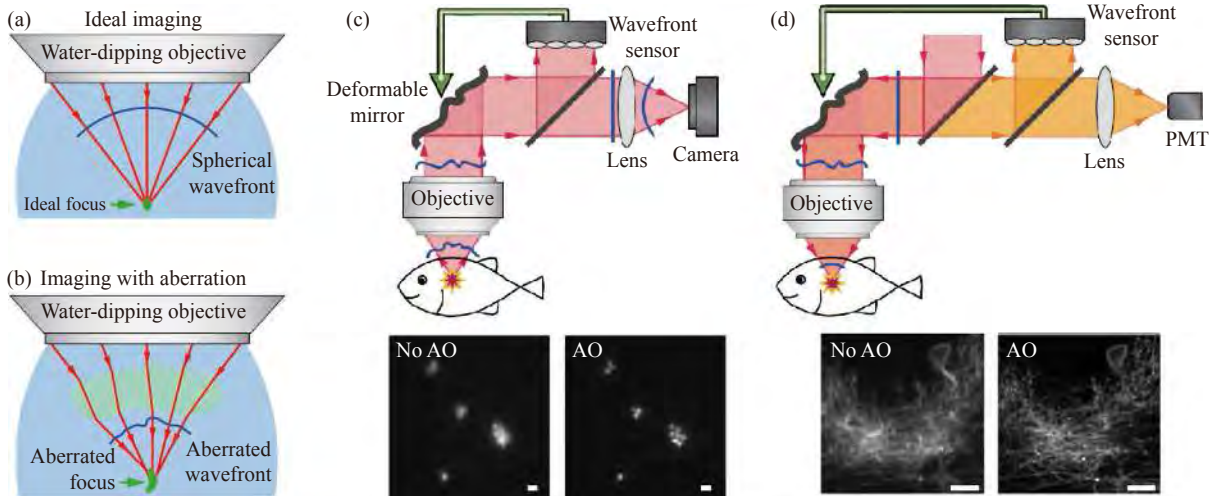 (a)
Ideal imaging
Water-dipping objective
Spherical
wavefront
Ideal focus
(b)
Imaging with aberration
Water-dipping objective
Aberrated
focus
Aberrated
wavefront
(c)
Wavefront
sensor
Deformable
mirror
Lens
Camera
Objective
No AO
AO
(d)
Wavefront
sensor
Lens
PMT
Objective
No AO
AO